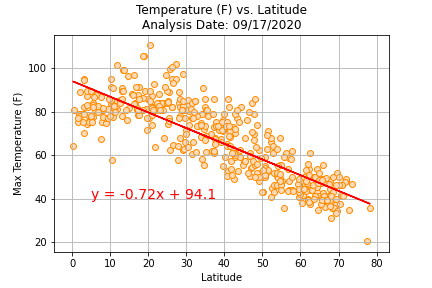 Temperature (F) vs. Latitude
Analysis Date: 09/17/2020
100
80
60
40
20
Max Temperature (F)
y = -0.72x + 94.1
0 10 20 30 40 50 60 70 80
Latitude